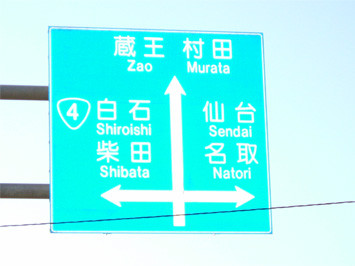 蔵王 村田
Zao Murata
4 白石 仙台
Shiroishi Sendai
柴田 名取
Shibata Natori